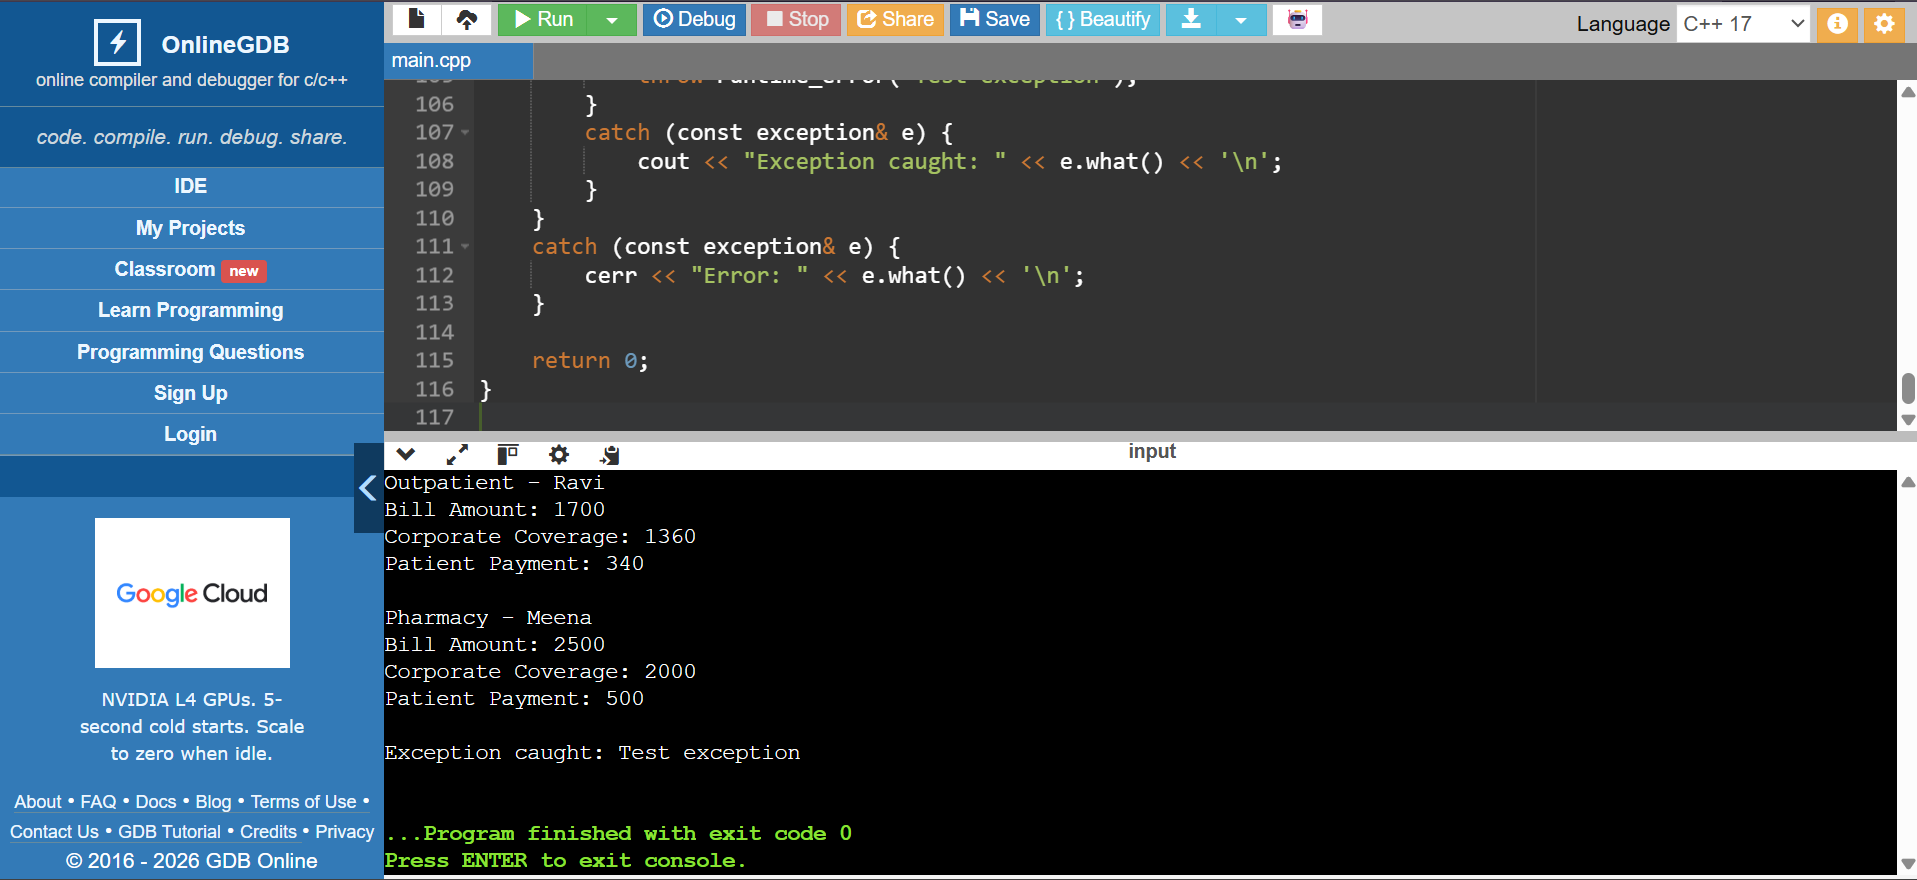 OnlineGDB
online compiler and debugger for c/c++
code. compile. run. debug. share.
IDE
My Projects
Classroom new
Learn Programming
Programming Questions
Sign Up
Login
Google Cloud
NVIDIA L4 GPUs. 5-
second cold starts. Scale
to zero when idle.
About • FAQ • Docs • Blog • Terms of Use •
Contact Us • GDB Tutorial • Credits • Privacy
© 2016 - 2026 GDB Online
Run Debug Stop Share Save { } Beautify Language C++ 17
main.cpp
105 throw runtime_error("Test exception");
106 }
107 catch (const exception& e) {
108 cout << "Exception caught: " << e.what() << '\n';
109 }
110 }
111 catch (const exception& e) {
112 cerr << "Error: " << e.what() << '\n';
113 }
114
115 return 0;
116 }
117
input
Outpatient - Ravi
Bill Amount: 1700
Corporate Coverage: 1360
Patient Payment: 340
Pharmacy - Meena
Bill Amount: 2500
Corporate Coverage: 2000
Patient Payment: 500
Exception caught: Test exception
...Program finished with exit code 0
Press ENTER to exit console.